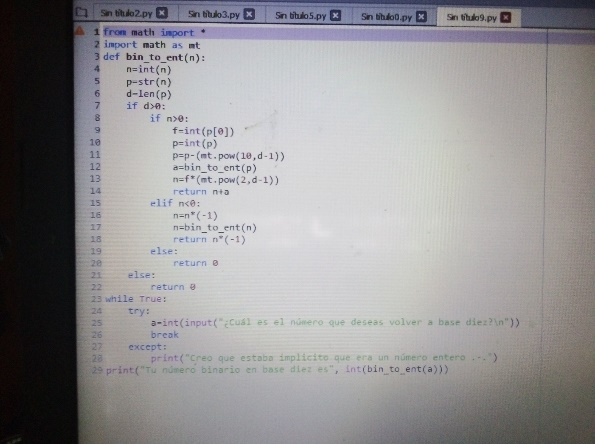 Sin título2.py Sin título3.py Sin título5.py Sin título0.py Sin título9.py
1 from math import *
2 import math as mt
3 def bin_to_ent(n):
4 n=int(n)
5 p=str(n)
6 d=len(p)
7 if d>0:
8 if n>0:
9 f=int(p[0])
10 p=int(p)
11 p=p-(mt.pow(10,d-1))
12 a=bin_to_ent(p)
13 n=f*(mt.pow(2,d-1))
14 return n+a
15 elif n<0:
16 n=n*(-1)
17 n=bin_to_ent(n)
18 return n*(-1)
19 else:
20 return 0
21 else:
22 return 0
23 while True:
24 try:
25 a=int(input("¿Cuál es el número que deseas volver a base diez?\n"))
26 break
27 except:
28 print("Creo que estaba implicito que era un número entero .-.")
29 print("Tu número binario en base diez es", int(bin_to_ent(a)))